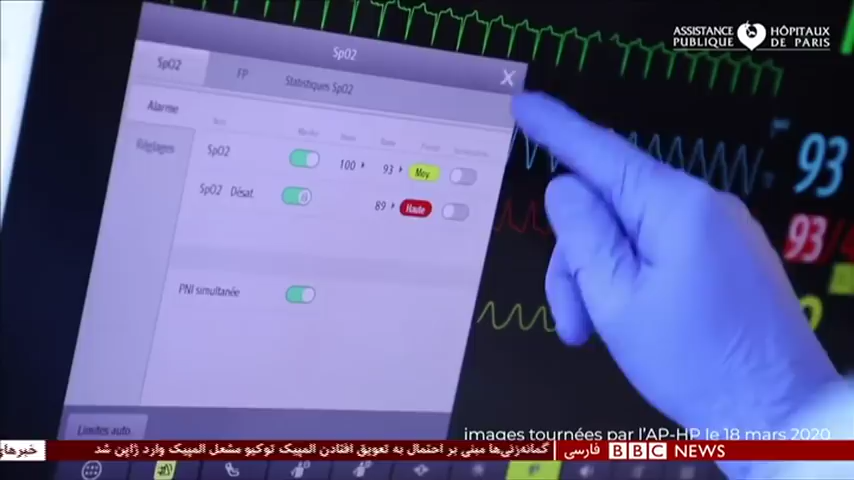 ASSISTANCE HÔPITAUX
PUBLIQUE DE PARIS
SpO2
SpO2 FP Statistiques SpO2
Alarme
Réglages
SpO2 100 93 Moy
SpO2 Désat. 89 Haute
PNI simultanée
Limites auto.
93
93
images tournées par l'AP-HP le 18 mars 2020
گمانه‌زنی‌ها مبنی بر احتمال به تعویق افتادن المپیک توکیو مشعل المپیک وارد ژاپن شد
فارسی BBC NEWS